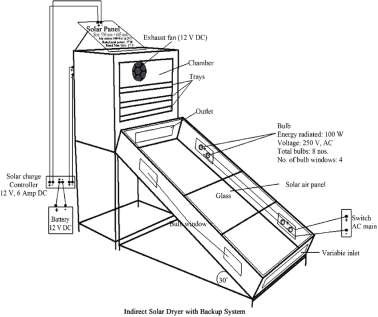 Solar Panel
Exhaust fan (12 V DC)
Chamber
Trays
Outlet
Bulb
Energy radiated: 100 W
Voltage: 250 V, AC
Total bulbs: 8 nos.
No. of bulb windows: 4
Solar air panel
Glass
Solar charge
Controller
12 V, 6 Amp DC
Battery
12 V DC
Bulb window
Switch
AC main
Variable inlet
30°
Indirect Solar Dryer with Backup System